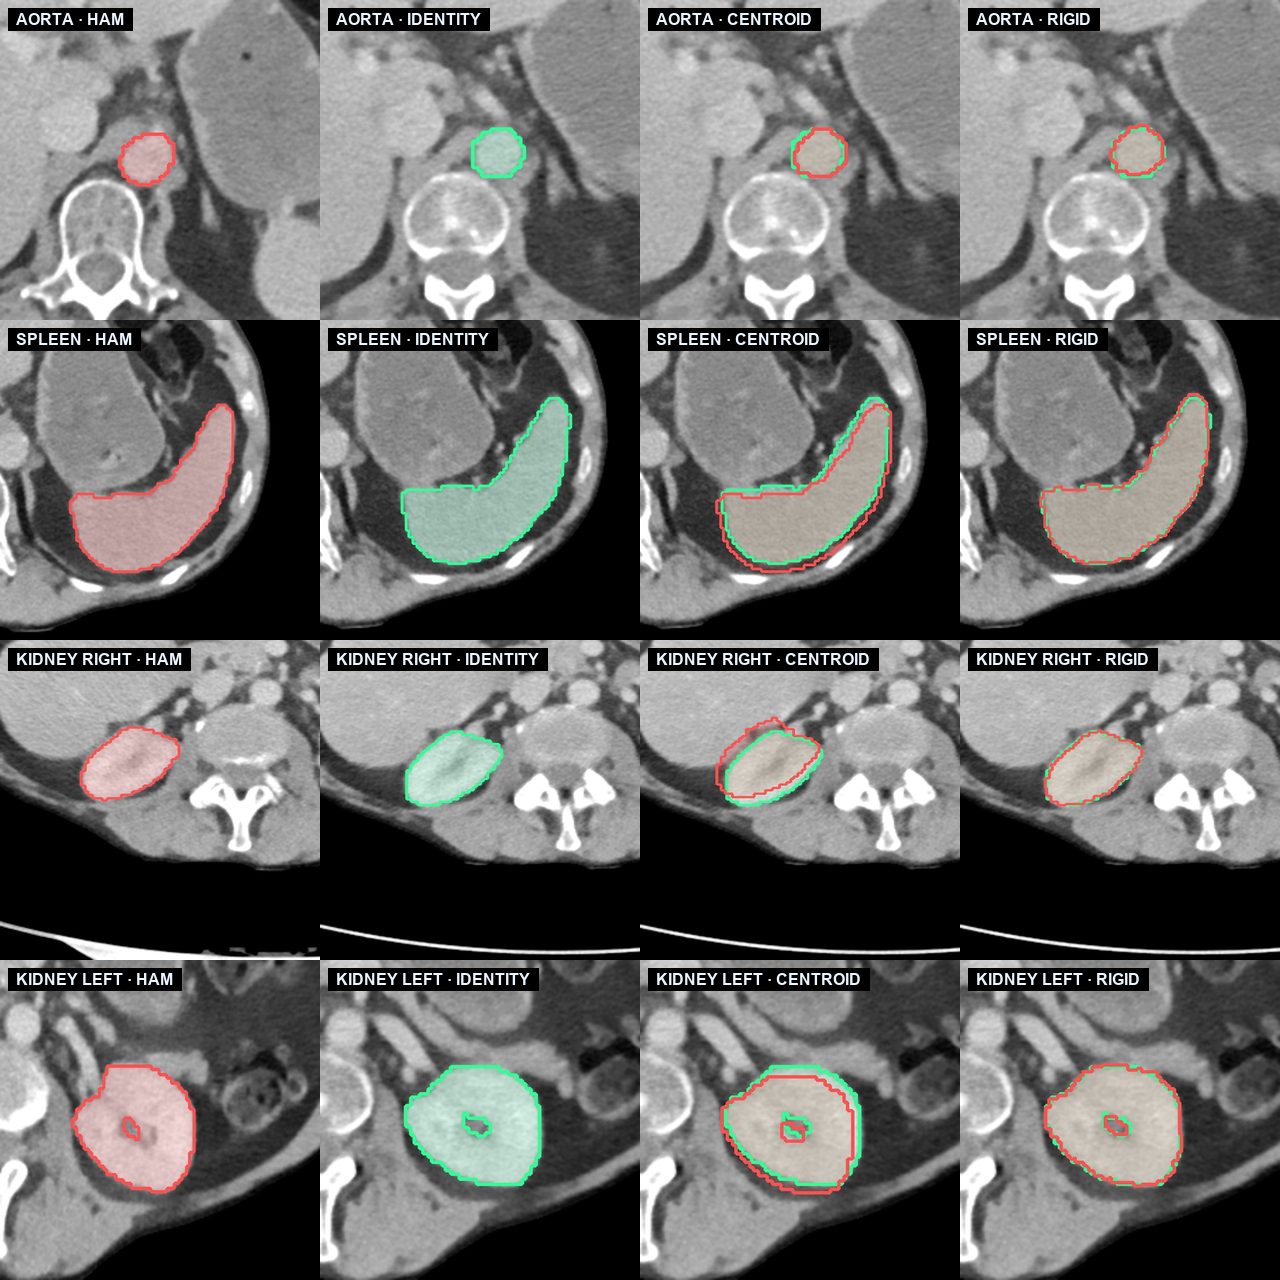 AORTA · HAM
AORTA · IDENTITY
AORTA · CENTROID
AORTA · RIGID
SPLEEN · HAM
SPLEEN · IDENTITY
SPLEEN · CENTROID
SPLEEN · RIGID
KIDNEY RIGHT · HAM
KIDNEY RIGHT · IDENTITY
KIDNEY RIGHT · CENTROID
KIDNEY RIGHT · RIGID
KIDNEY LEFT · HAM
KIDNEY LEFT · IDENTITY
KIDNEY LEFT · CENTROID
KIDNEY LEFT · RIGID